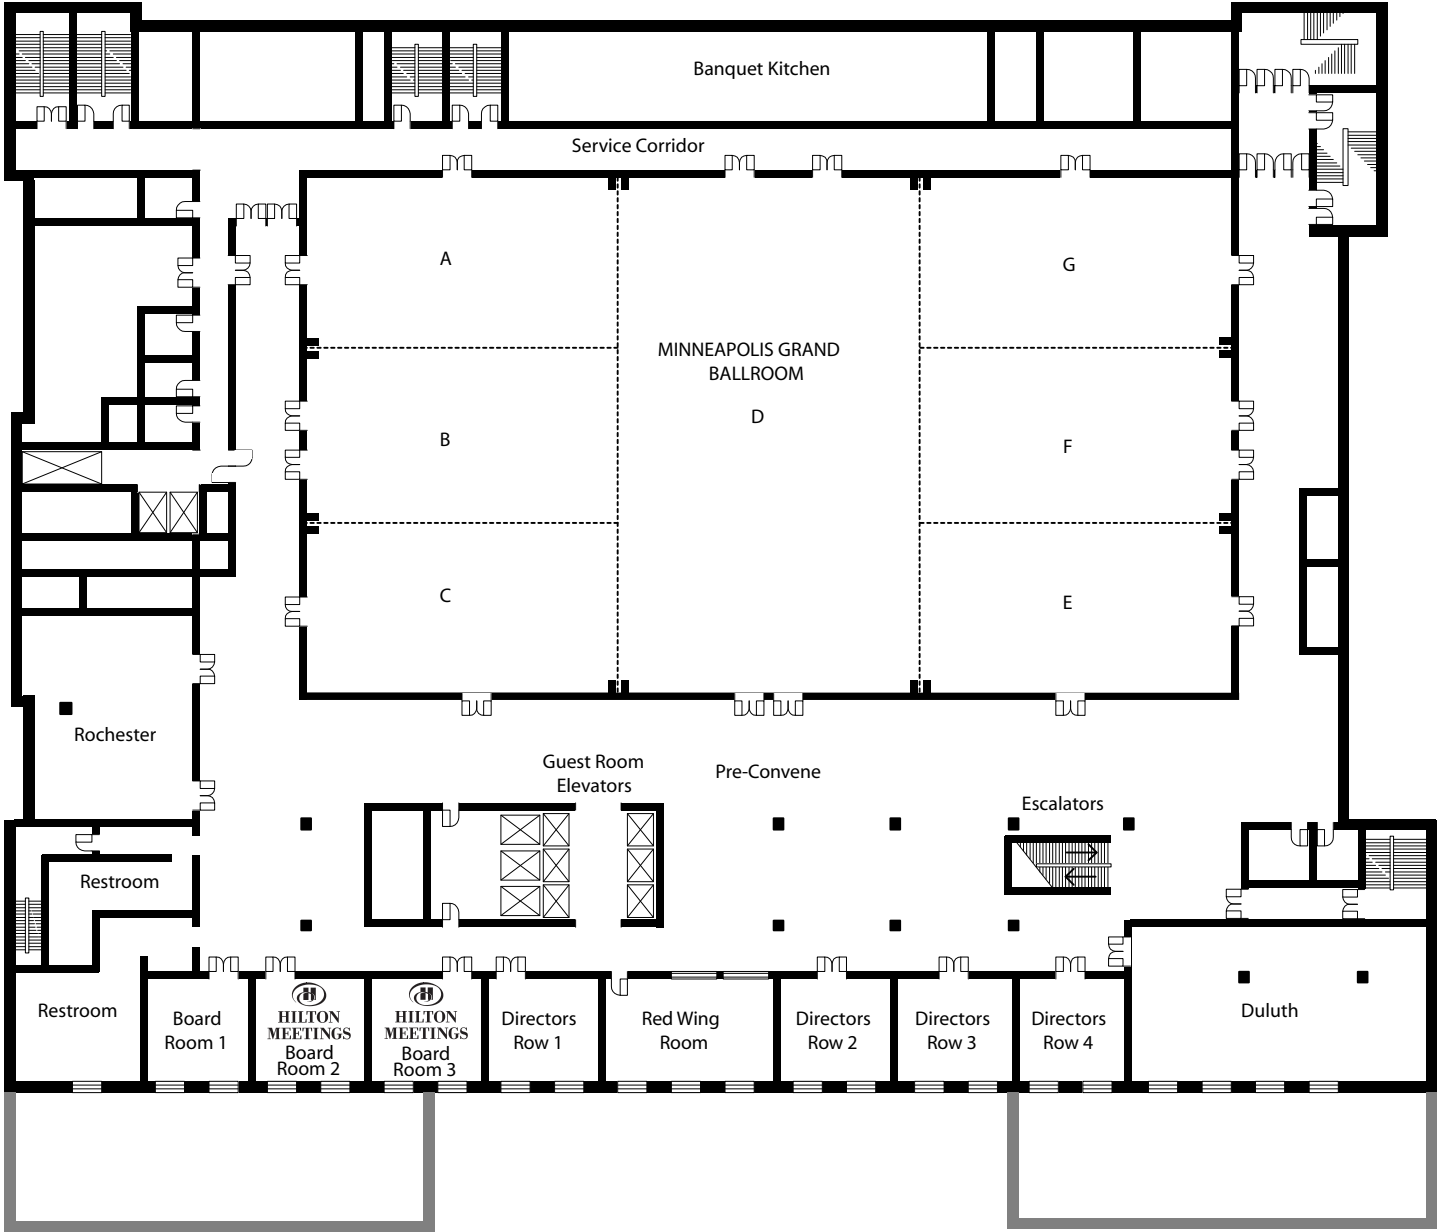 Banquet Kitchen
Service Corridor
A
G
MINNEAPOLIS GRAND
BALLROOM
D
B
F
C
E
Rochester
Guest Room
Elevators
Pre-Convene
Escalators
Restroom
Restroom
Board
Room 1
HILTON
MEETINGS
Board
Room 2
HILTON
MEETINGS
Board
Room 3
Directors
Row 1
Red Wing
Room
Directors
Row 2
Directors
Row 3
Directors
Row 4
Duluth